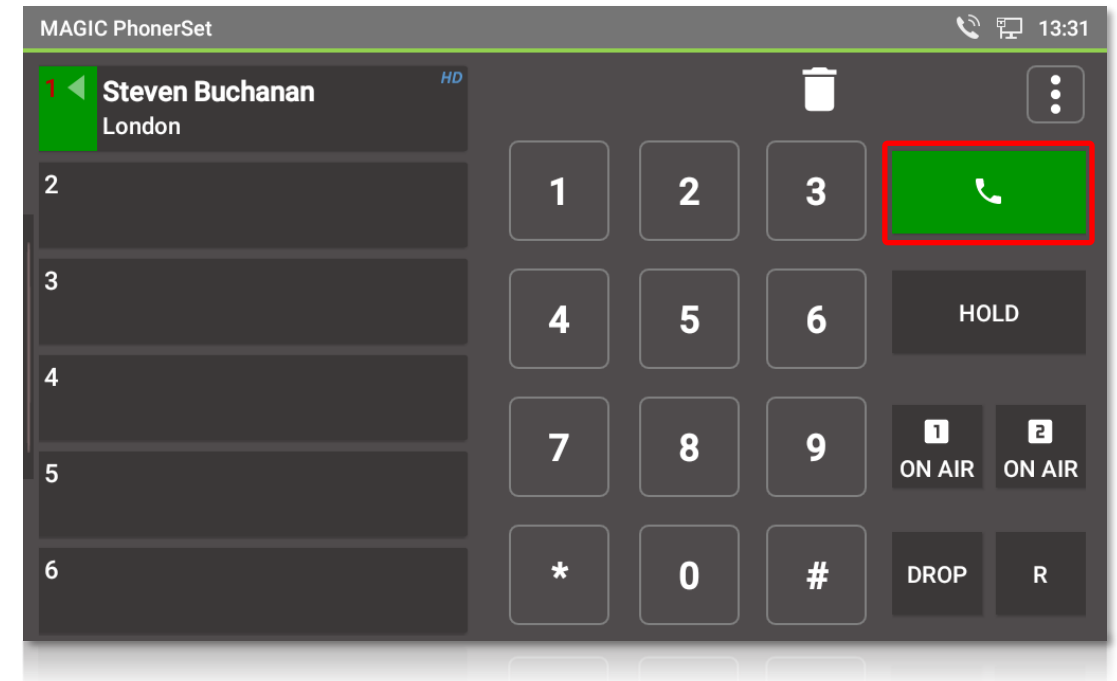 MAGIC PhonerSet 13:31
1 Steven Buchanan HD
London
2
3
4
5
6
1 2 3
4 5 6
HOLD
7 8 9
1 2
ON AIR ON AIR
* 0 #
DROP R